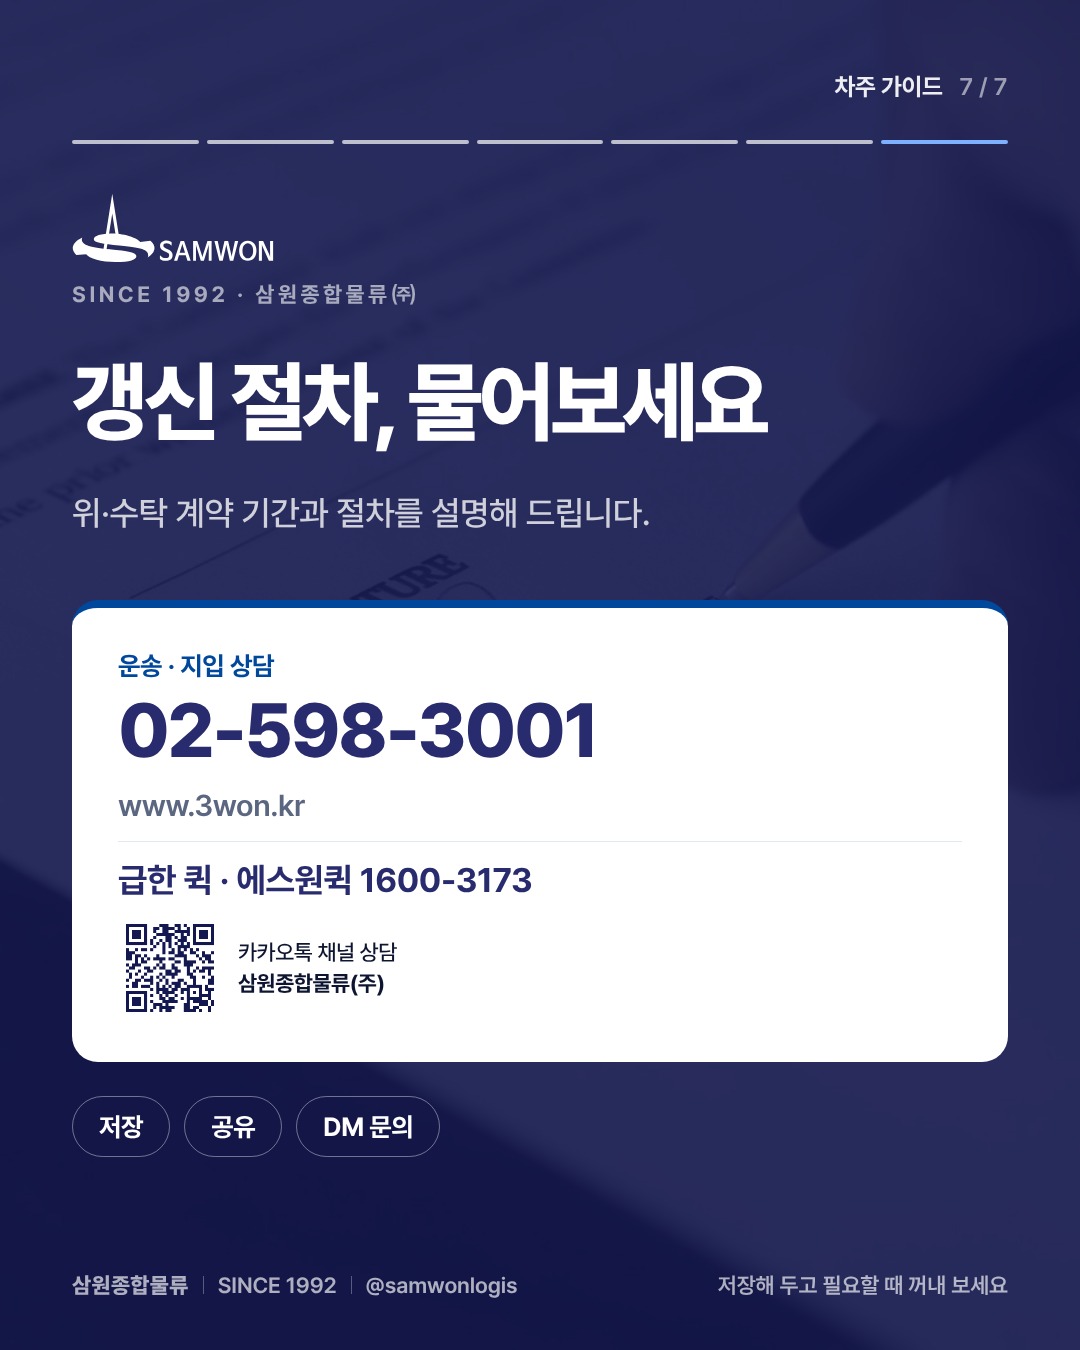 차주 가이드 7 / 7
SAMWON
SINCE 1992 · 삼원종합물류㈜
갱신 절차, 물어보세요
위·수탁 계약 기간과 절차를 설명해 드립니다.
TURE
운송 · 지입 상담
02-598-3001
www.3won.kr
급한 퀵 · 에스원퀵 1600-3173
카카오톡 채널 상담
삼원종합물류(주)
저장
공유
DM 문의
삼원종합물류 | SINCE 1992 | @samwonlogis
저장해 두고 필요할 때 꺼내 보세요